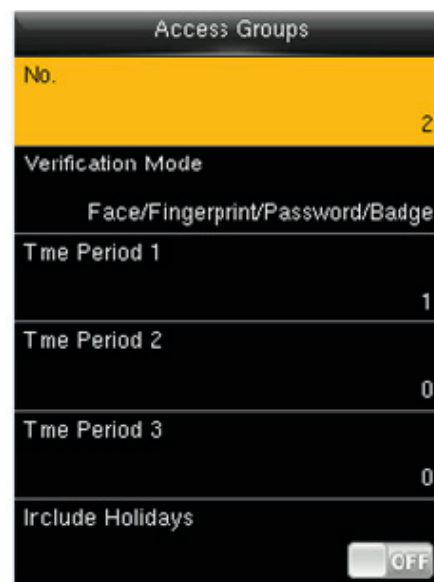 Access Groups
No.
2
Verification Mode
Face/Fingerprint/Password/Badge
Tme Period 1
1
Tme Period 2
0
Tme Period 3
0
Include Holidays
OFF